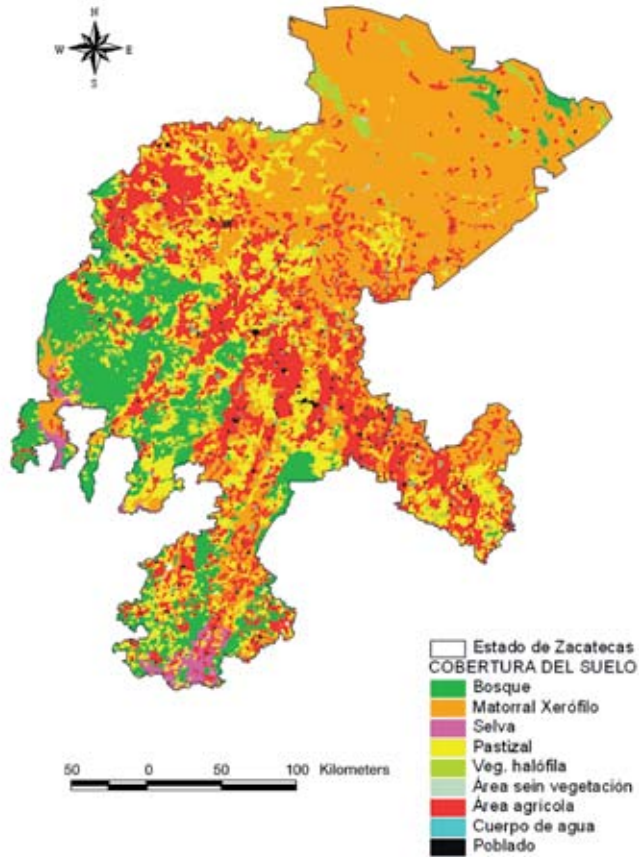 N
W E
S
Estado de Zacatecas
COBERTURA DEL SUELO
Bosque
Matorral Xerófilo
Selva
Pastizal
Veg. halófila
Área sein vegetación
Área agrícola
Cuerpo de agua
Poblado
50 0 50 100 Kilometers